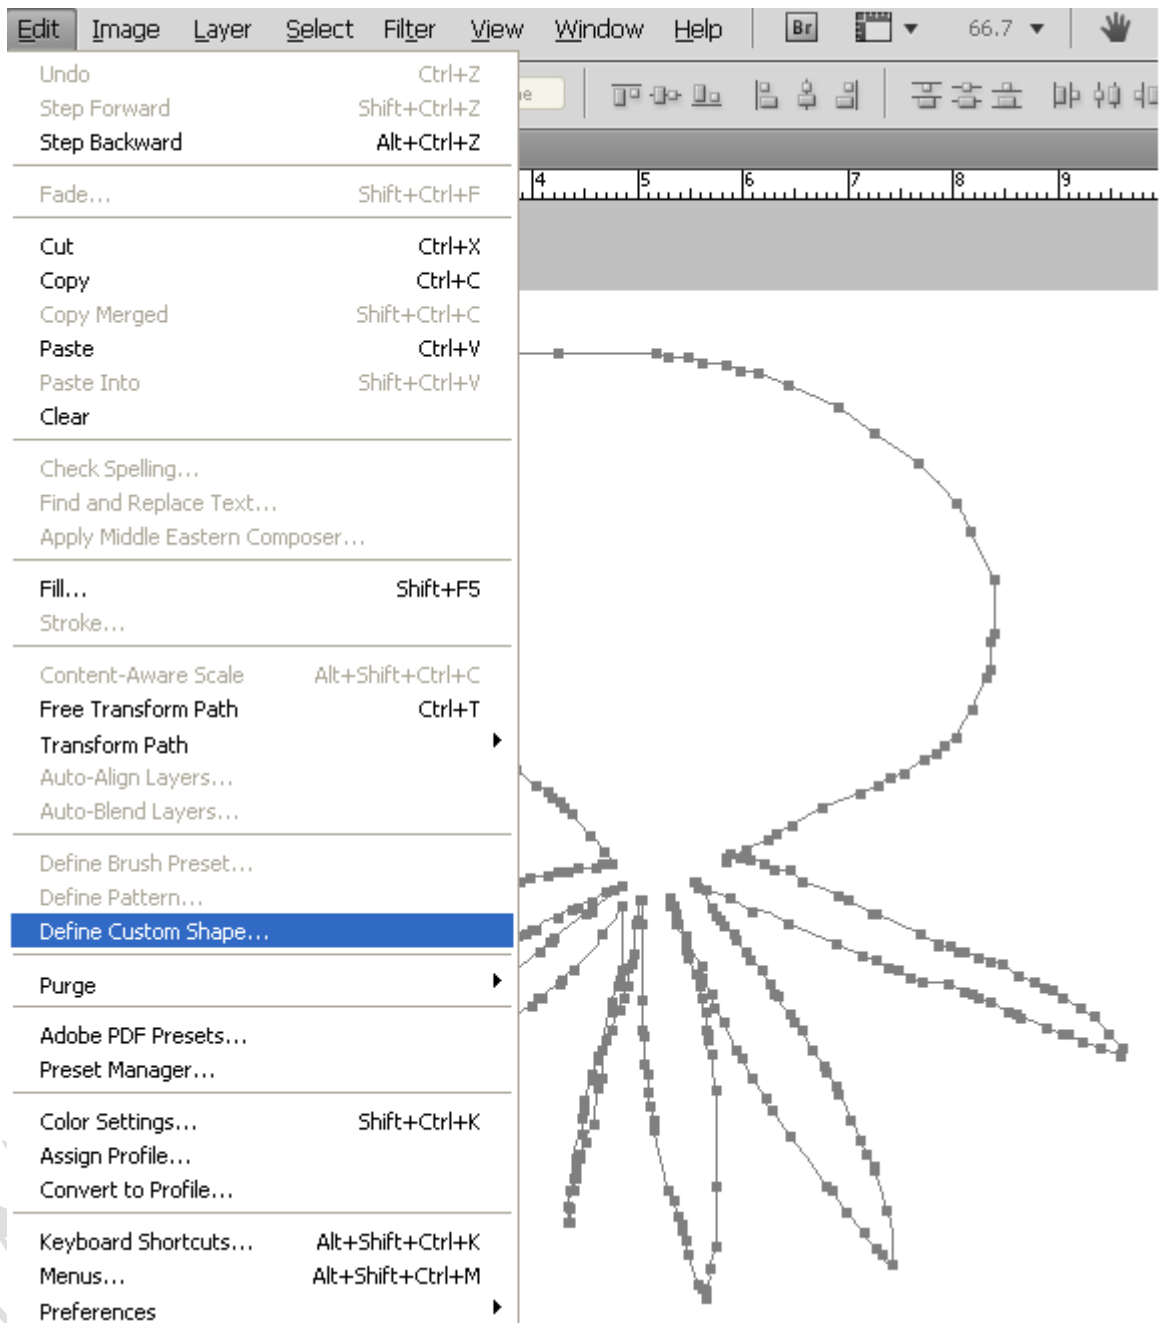 Edit Image Layer Select Filter View Window Help Br 66.7
Undo Ctrl+Z
Step Forward Shift+Ctrl+Z
Step Backward Alt+Ctrl+Z
Fade... Shift+Ctrl+F
4 5 6 7 8 9
Cut Ctrl+X
Copy Ctrl+C
Copy Merged Shift+Ctrl+C
Paste Ctrl+V
Paste Into Shift+Ctrl+V
Clear
Check Spelling...
Find and Replace Text...
Apply Middle Eastern Composer...
Fill... Shift+F5
Stroke...
Content-Aware Scale Alt+Shift+Ctrl+C
Free Transform Path Ctrl+T
Transform Path
Auto-Align Layers...
Auto-Blend Layers...
Define Brush Preset...
Define Pattern...
Define Custom Shape...
Purge
Adobe PDF Presets...
Preset Manager...
Color Settings... Shift+Ctrl+K
Assign Profile...
Convert to Profile...
Keyboard Shortcuts... Alt+Shift+Ctrl+K
Menus... Alt+Shift+Ctrl+M
Preferences